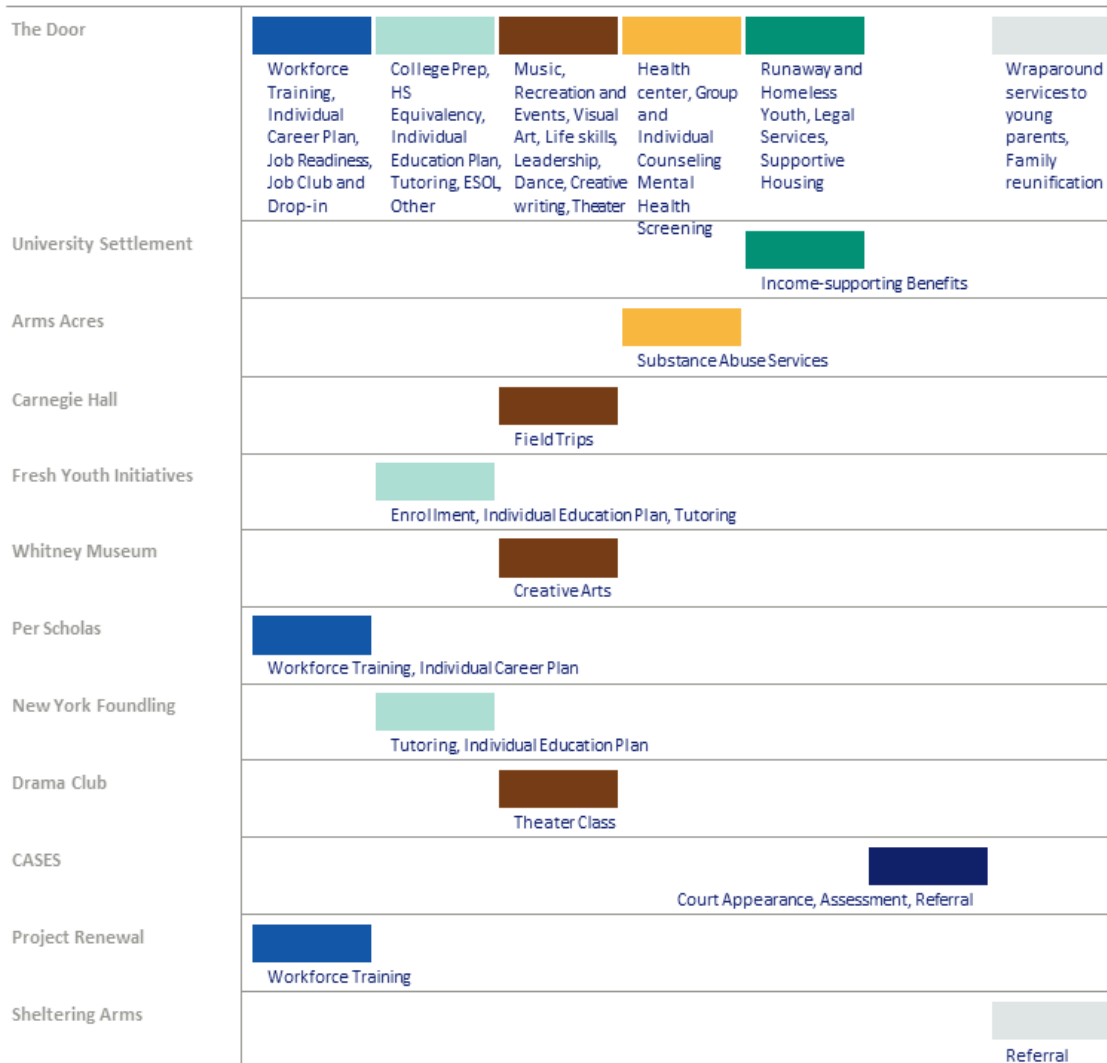 The Door
Workforce
Training,
Individual
Career Plan,
Job Readiness,
Job Club and
Drop-in
College Prep,
HS
Equivalency,
Individual
Education Plan,
Tutoring, ESOL,
Other
Music,
Recreation and
Events, Visual
Art, Life skills,
Leadership,
Dance, Creative
writing, Theater
Health
center, Group
and
Individual
Counseling
Mental
Health
Screening
Runaway and
Homeless
Youth, Legal
Services,
Supportive
Housing
Wraparound
services to
young
parents,
Family
reunification
University Settlement
Income-supporting Benefits
Arms Acres
Substance Abuse Services
Carnegie Hall
Field Trips
Fresh Youth Initiatives
Enrollment, Individual Education Plan, Tutoring
Whitney Museum
Creative Arts
Per Scholas
Workforce Training, Individual Career Plan
New York Foundling
Tutoring, Individual Education Plan
Drama Club
Theater Class
CASES
Court Appearance, Assessment, Referral
Project Renewal
Workforce Training
Sheltering Arms
Referral